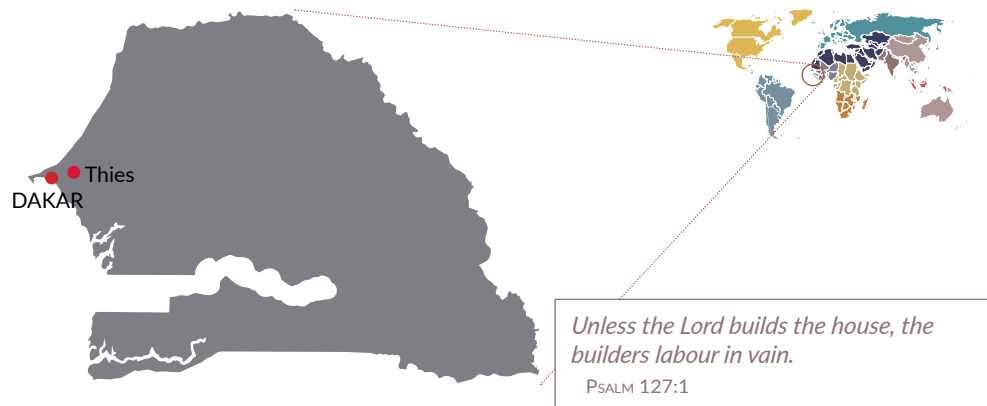 Thies
DAKAR
Unless the Lord builds the house, the
builders labour in vain.
Psalm 127:1